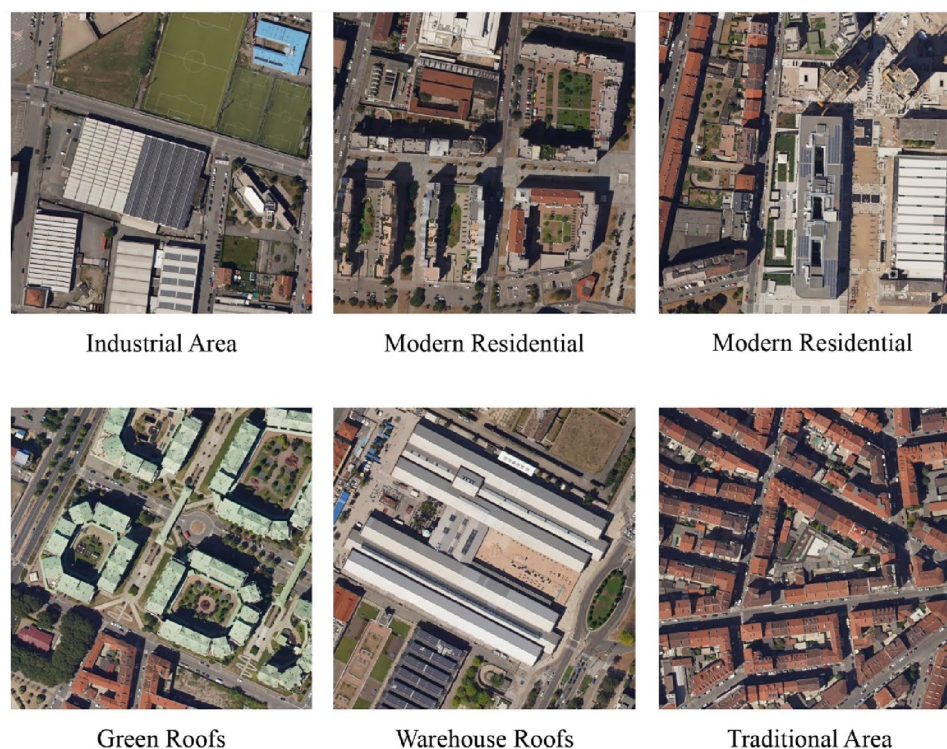 Industrial Area
Modern Residential
Modern Residential
Green Roofs
Warehouse Roofs
Traditional Area